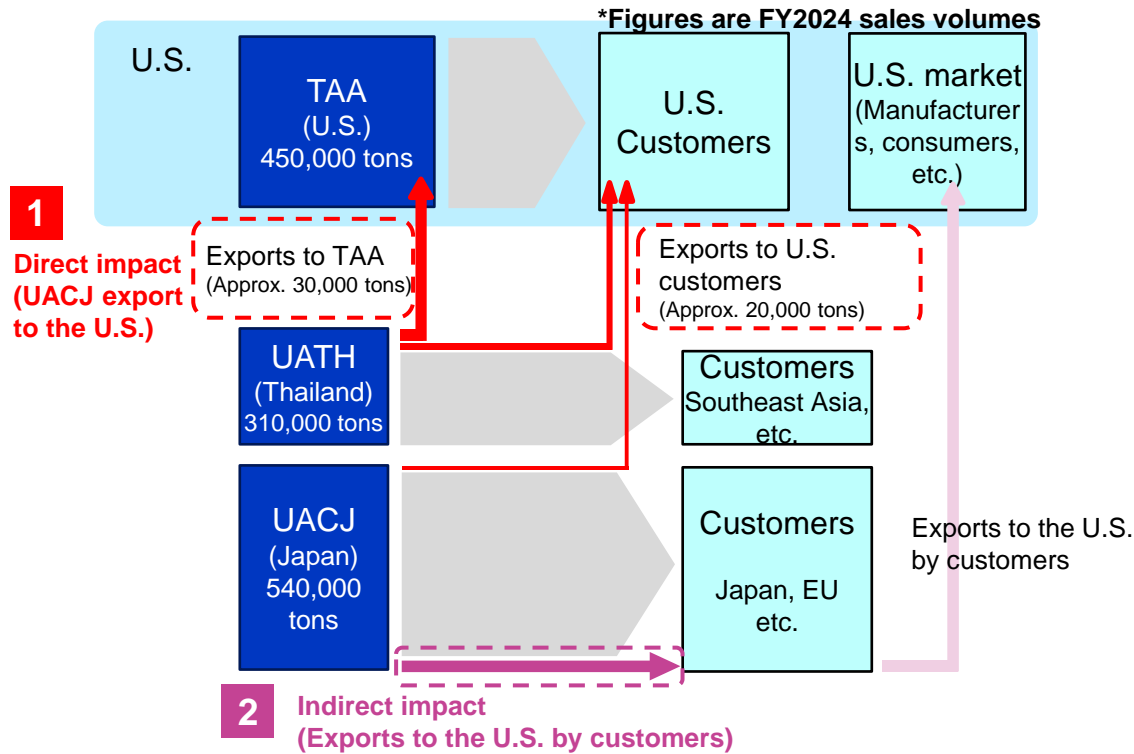 *Figures are FY2024 sales volumes
U.S.
TAA
(U.S.)
450,000 tons
U.S.
Customers
U.S. market
(Manufacturer
s, consumers,
etc.)
1
Direct impact
(UACJ export
to the U.S.)
Exports to TAA
(Approx. 30,000 tons)
Exports to U.S.
customers
(Approx. 20,000 tons)
UATH
(Thailand)
310,000 tons
Customers
Southeast Asia,
etc.
UACJ
(Japan)
540,000
tons
Customers
Japan, EU
etc.
Exports to the U.S.
by customers
2
Indirect impact
(Exports to the U.S. by customers)